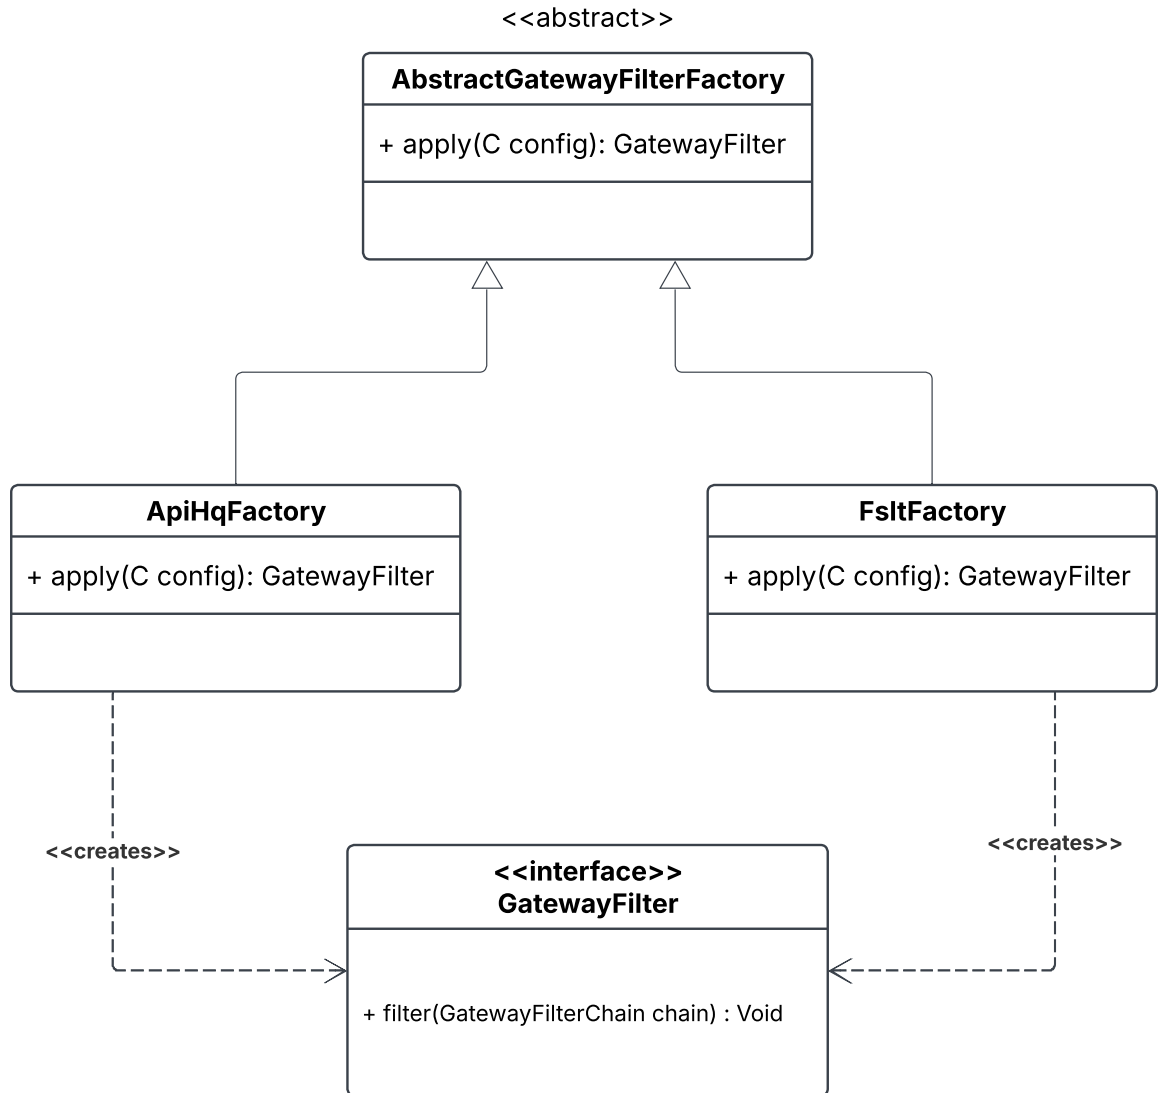 <<abstract>>
AbstractGatewayFilterFactory
+ apply(C config): GatewayFilter
ApiHqFactory
+ apply(C config): GatewayFilter
FsItFactory
+ apply(C config): GatewayFilter
<<creates>>
<<creates>>
<<interface>>
GatewayFilter
+ filter(GatewayFilterChain chain) : Void